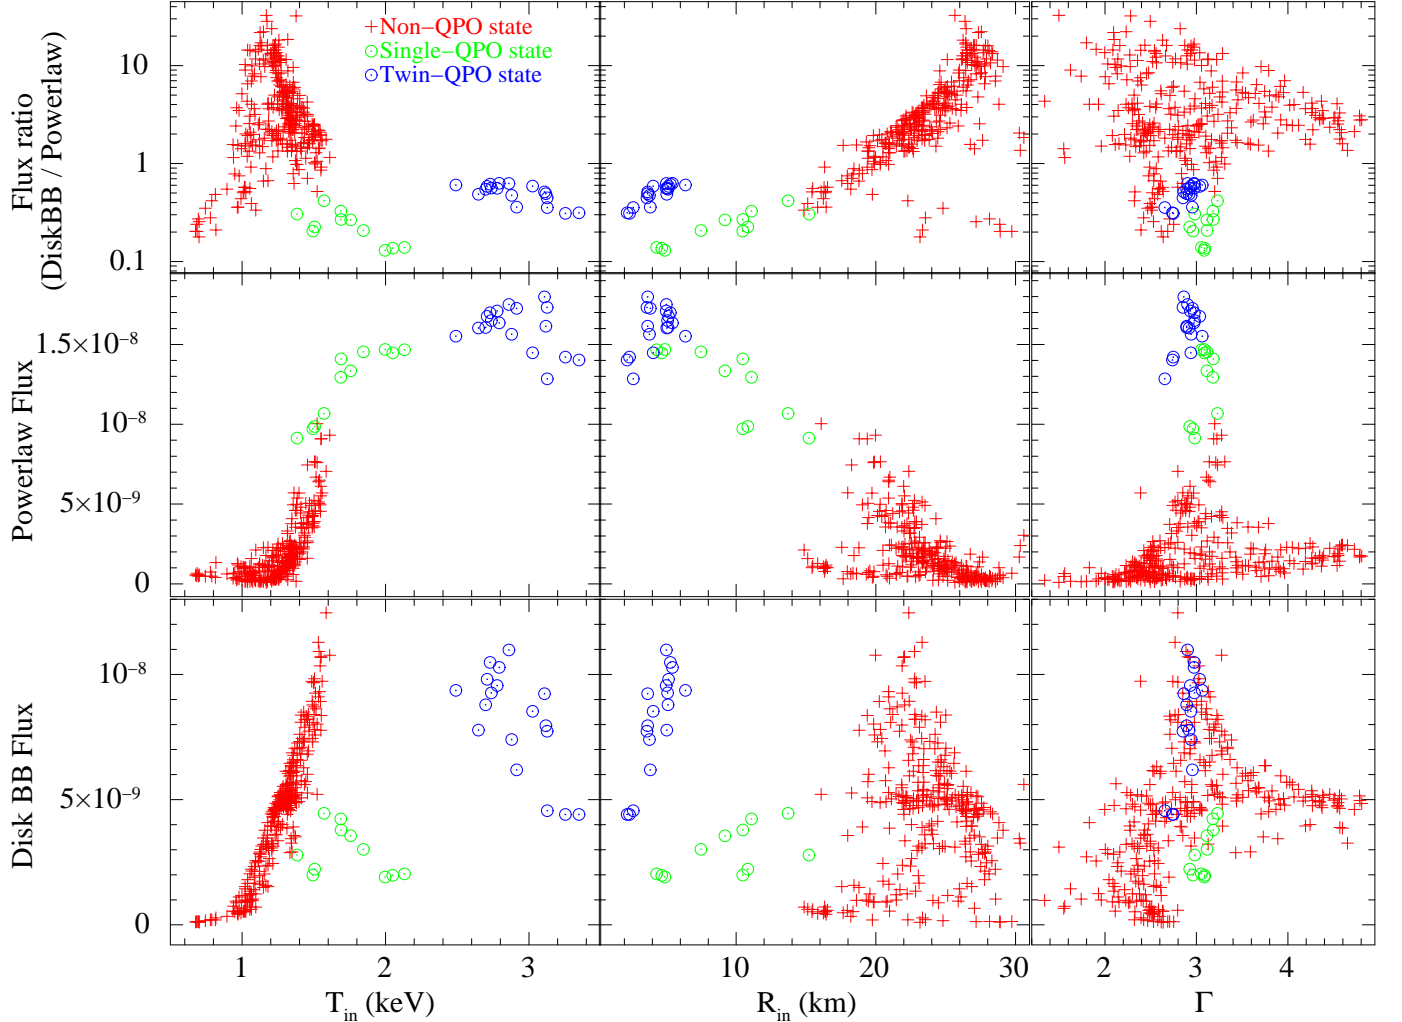 Non−QPO state
Single−QPO state
Twin−QPO state
Flux ratio
(DiskBB / Powerlaw)
10
1
0.1
Powerlaw Flux
1.5×10⁻⁸
10⁻⁸
5×10⁻⁹
0
Disk BB Flux
10⁻⁸
5×10⁻⁹
0
1 2 3 10 20 30 2 3 4
T_in (keV) R_in (km) Γ